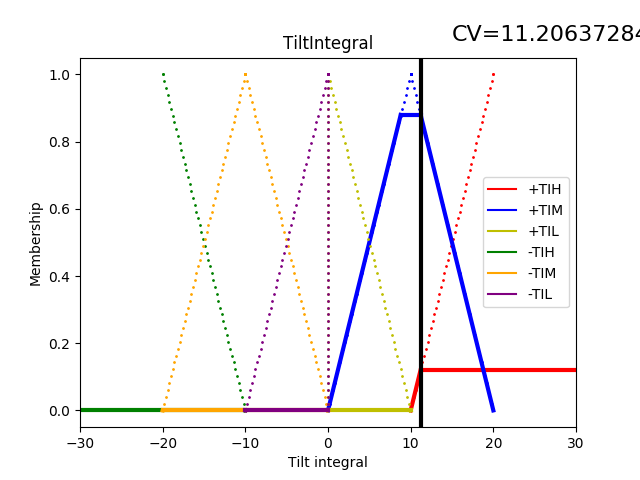 CV=11.20637284
TiltIntegral
1.0
0.8
0.6
0.4
0.2
0.0
Membership
+TIH
+TIM
+TIL
-TIH
-TIM
-TIL
−30
−20
−10
0
10
20
30
Tilt integral